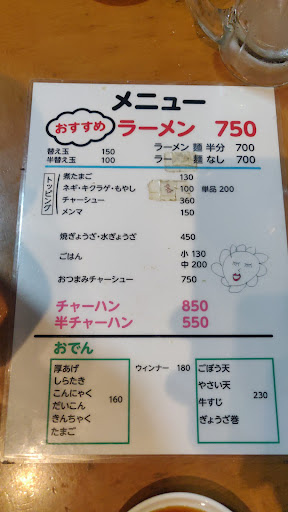 メニュー
おすすめ ラーメン 750
替え玉 150 ラーメン 麺 半分 700
半替え玉 100 ラー 麺 なし 700
トッピング
煮たまご 130
ネギ・キクラゲ・もやし 100 単品 200
チャーシュー 360
メンマ 150
焼ぎょうざ・水ぎょうざ 450
ごはん 小 130
中 200
おつまみチャーシュー 750
チャーハン 850
半チャーハン 550
おでん
厚あげ
しらたき
こんにゃく
だいこん
きんちゃく
たまご
160
ウィンナー 180
ごぼう天
やさい天
牛すじ
ぎょうざ巻
230